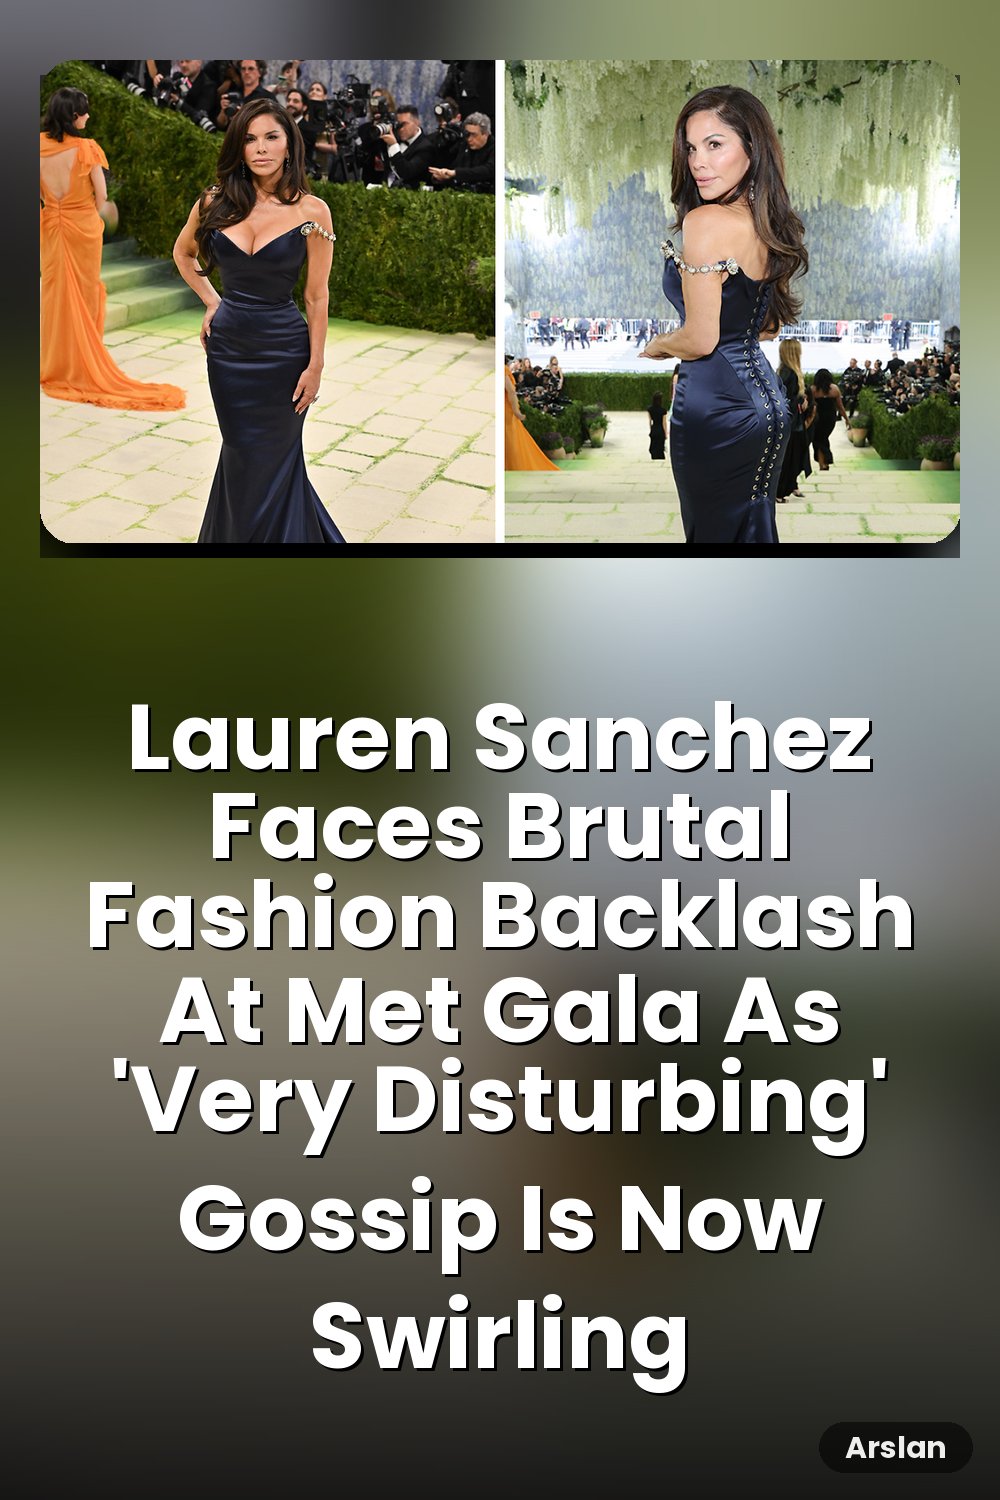 Lauren Sanchez
Faces Brutal
Fashion Backlash
At Met Gala As
'Very Disturbing'
Gossip Is Now
Swirling
Arslan